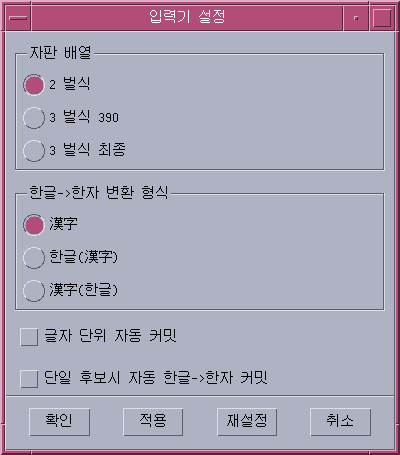 입력기 설정
자판 배열
2 벌식
3 벌식 390
3 벌식 최종
한글->한자 변환 형식
漢字
한글(漢字)
漢字(한글)
글자 단위 자동 커밋
단일 후보시 자동 한글->한자 커밋
확인 적용 재설정 취소